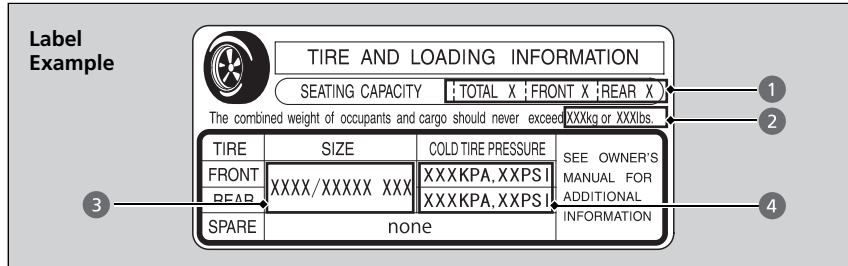 Label
Example
TIRE AND LOADING INFORMATION
SEATING CAPACITY TOTAL X FRONT X REAR X
1
The combined weight of occupants and cargo should never exceed XXXkg or XXXlbs.
2
TIRE SIZE COLD TIRE PRESSURE
SEE OWNER'S
MANUAL FOR
ADDITIONAL
INFORMATION
FRONT XXXX/XXXXX XXX XXXKPA,XXPSI
REAR XXXKPA,XXPSI
3
4
SPARE none